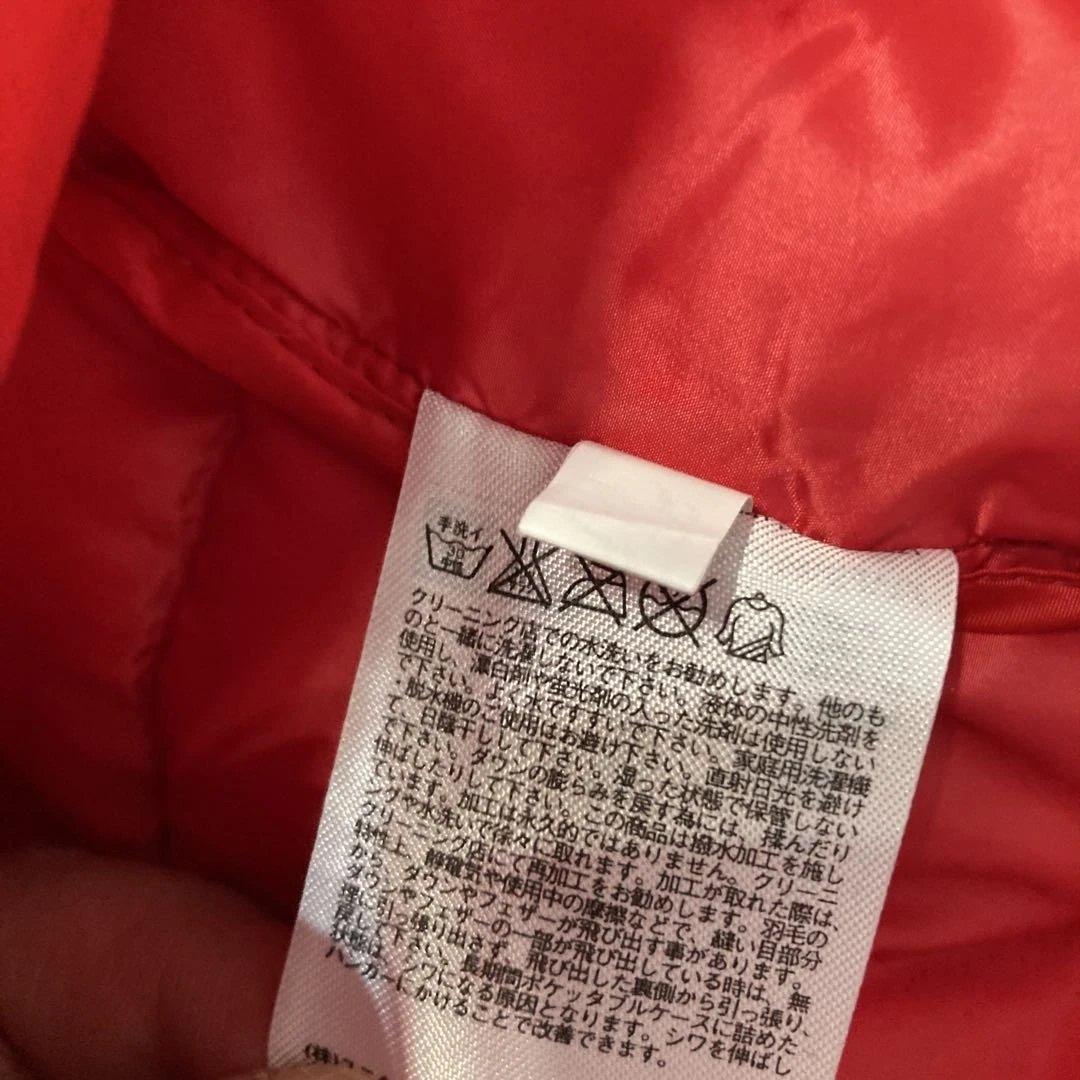 手洗イ
30
中性
クリーニング店での水洗いをお勧めします。他のも
のと一緒に洗濯しないで下さい。液体の中性洗剤を
使用し、漂白剤や蛍光剤の入った洗剤は使用しない
で下さい。よく水ですすいで下さい。家庭用洗濯機
・脱水機のご使用はお避け下さい。直射日光を避け
て、日陰干しして下さい。湿った状態で保管しない
で下さい。ダウンの膨らみを戻す為には、揉んだり
伸ばしたりして下さい。この商品は撥水加工を施し
ています。加工は永久的ではありません。クリーニ
ングや水洗いで徐々に取れます。加工が取れた際は、
クリーニング店にて再加工をお勧めします。羽毛の
特性上、静電気や使用中の摩擦などで、縫い目部分
からダウンやフェザーが飛び出す事があります。
ダウンやフェザーの一部が飛び出している時は、無
理に引っ張り出さず、飛び出した裏側から引っ張り、
戻して下さい。長期間ポケッタブルケースに詰めた
状態は、シワになる原因となります。シワを伸ばし
ハンガーにかけることで改善できます。
(株)